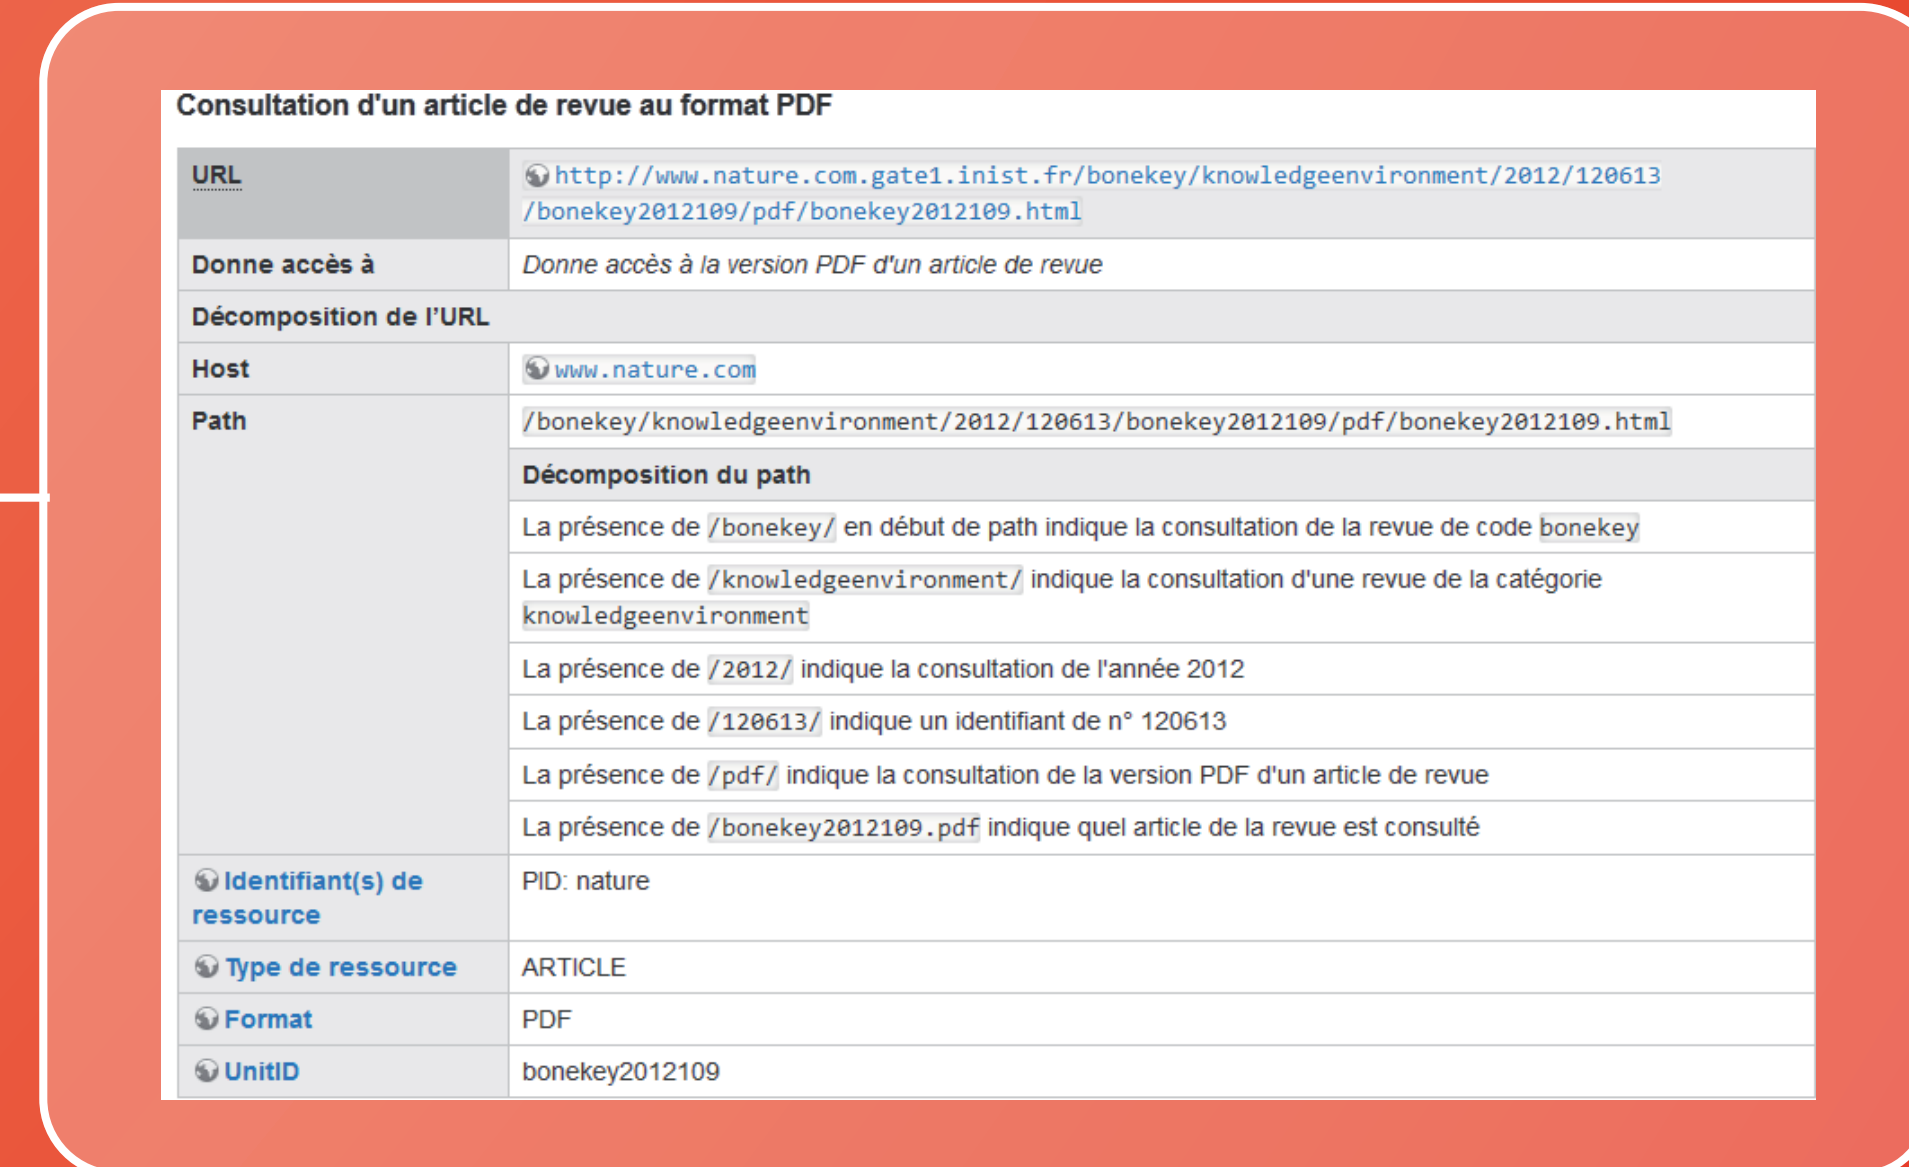 Consultation d'un article de revue au format PDF
URL
http://www.nature.com.gate1.inist.fr/bonekey/knowledgeenvironment/2012/120613
/bonekey2012109/pdf/bonekey2012109.html
Donne accès à
Donne accès à la version PDF d'un article de revue
Décomposition de l'URL
Host
www.nature.com
Path
/bonekey/knowledgeenvironment/2012/120613/bonekey2012109/pdf/bonekey2012109.html
Décomposition du path
La présence de /bonekey/ en début de path indique la consultation de la revue de code bonekey
La présence de /knowledgeenvironment/ indique la consultation d'une revue de la catégorie
knowledgeenvironment
La présence de /2012/ indique la consultation de l'année 2012
La présence de /120613/ indique un identifiant de n° 120613
La présence de /pdf/ indique la consultation de la version PDF d'un article de revue
La présence de /bonekey2012109.pdf indique quel article de la revue est consulté
Identifiant(s) de
ressource
PID: nature
Type de ressource
ARTICLE
Format
PDF
UnitID
bonekey2012109